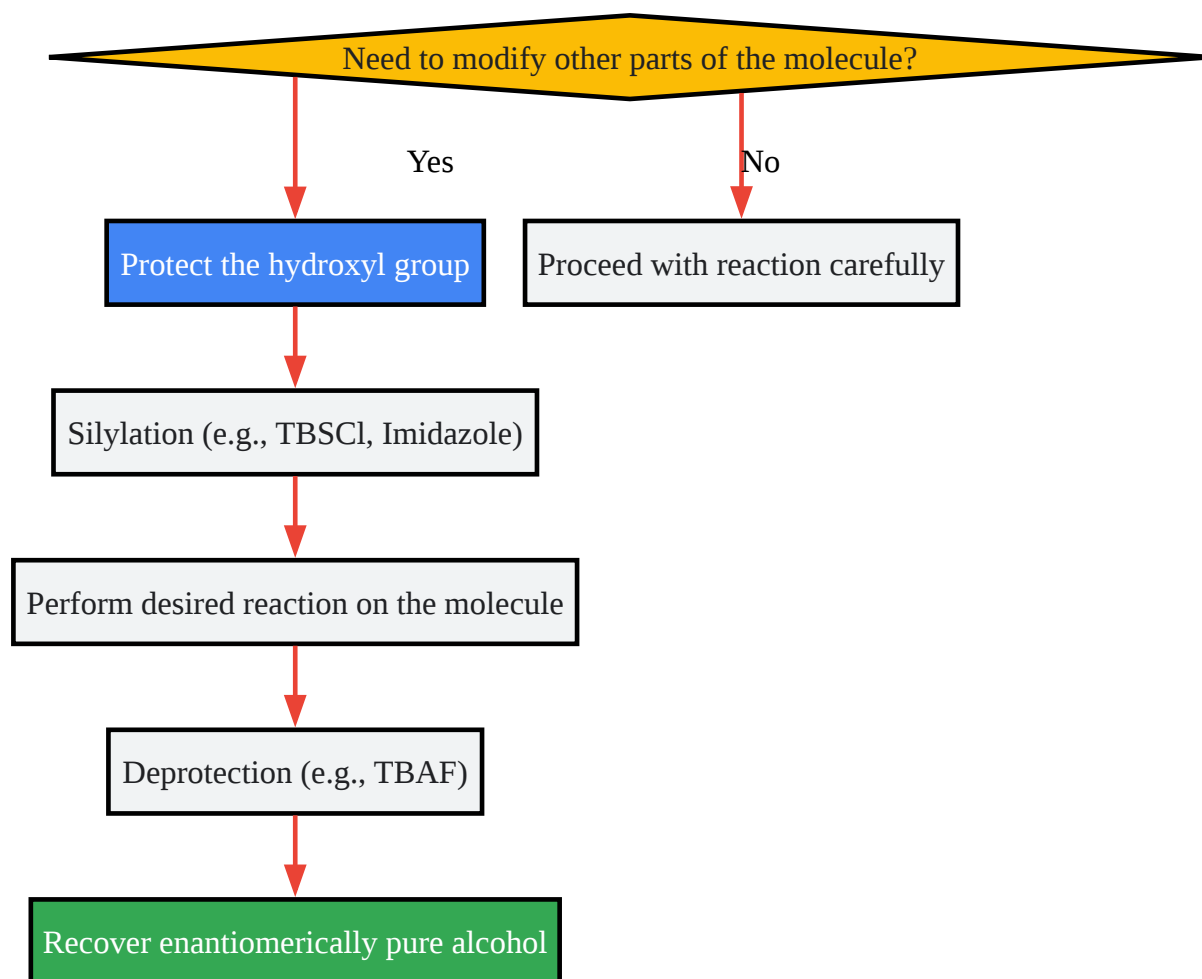 Need to modify other parts of the molecule?
Yes
No
Protect the hydroxyl group
Proceed with reaction carefully
Silylation (e.g., TBSCl, Imidazole)
Perform desired reaction on the molecule
Deprotection (e.g., TBAF)
Recover enantiomerically pure alcohol